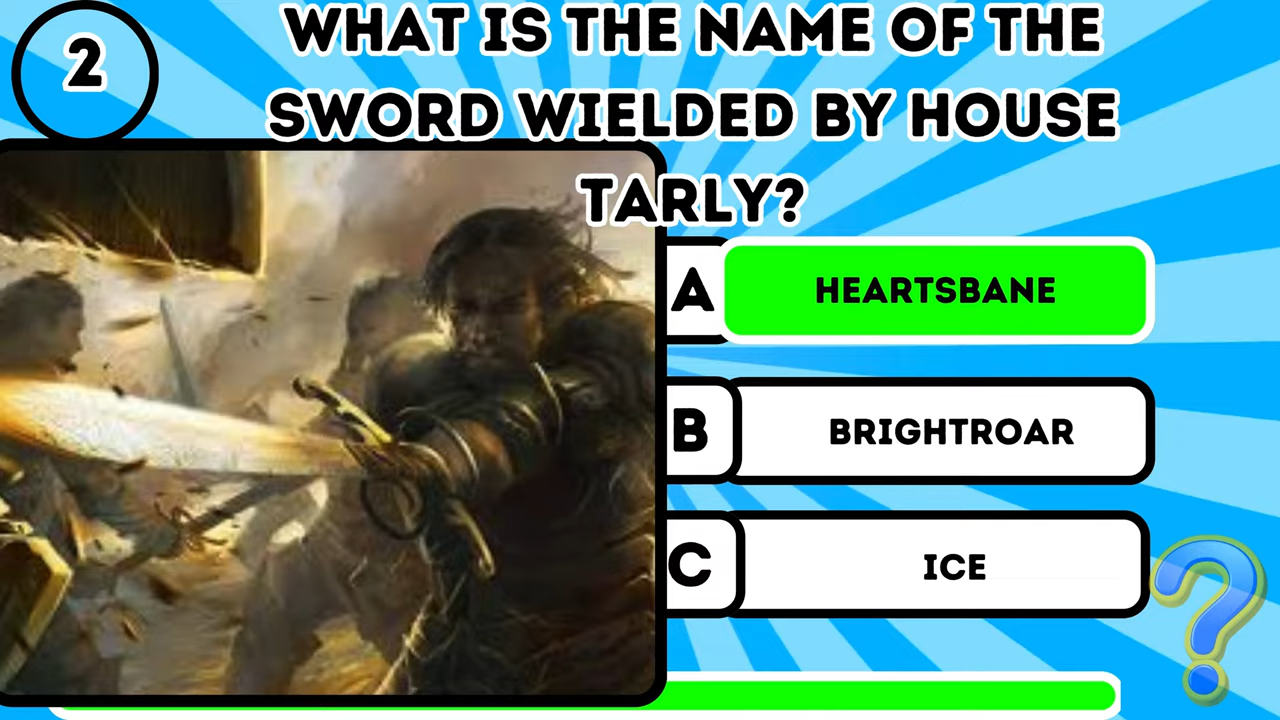 2
WHAT IS THE NAME OF THE
SWORD WIELDED BY HOUSE
TARLY?
A HEARTSBANE
B BRIGHTROAR
C ICE
?